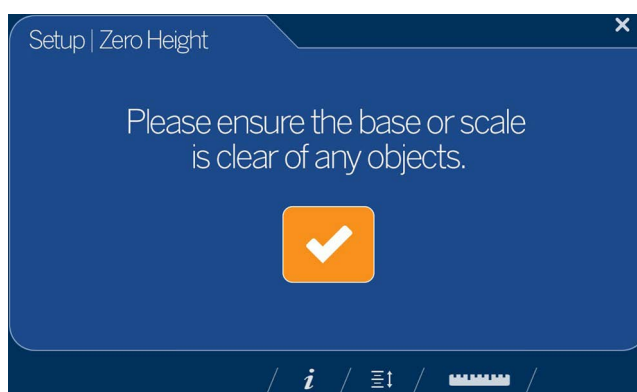 Setup | Zero Height
Please ensure the base or scale
is clear of any objects.
i